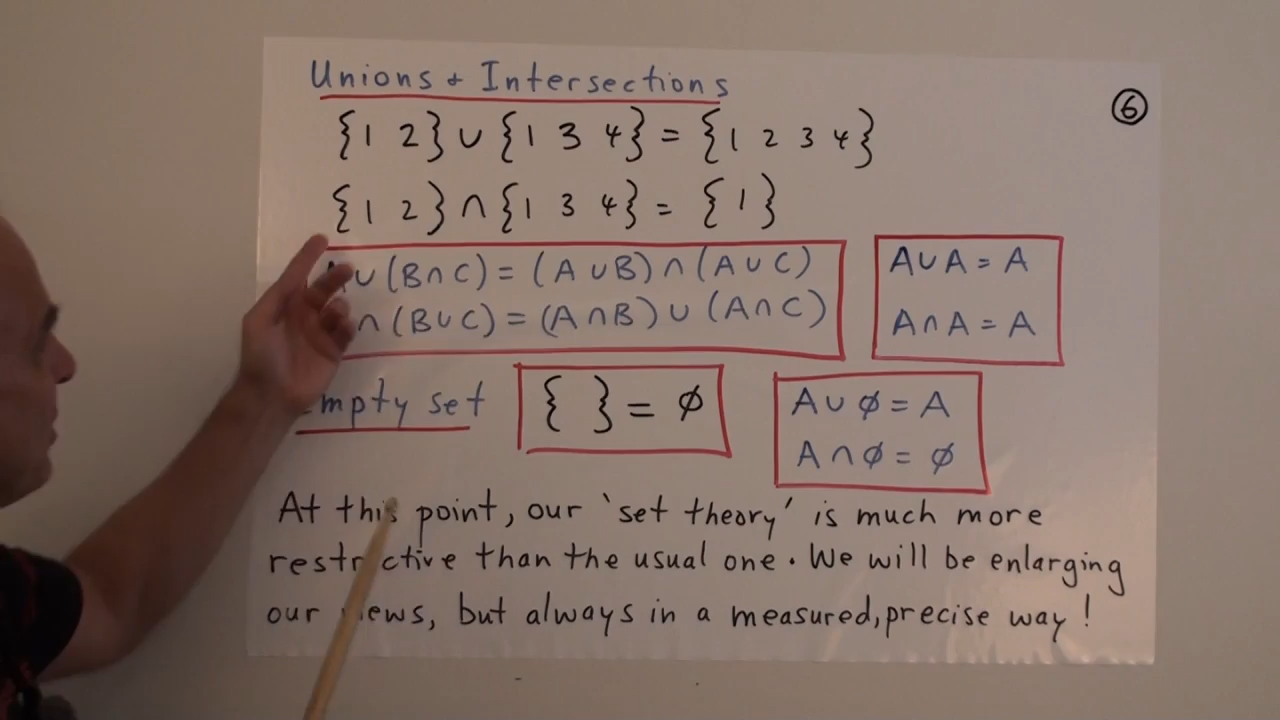 Unions + Intersections
⑥
{1 2} ∪ {1 3 4} = {1 2 3 4}
{1 2} ∩ {1 3 4} = {1}
∪ (B ∩ C) = (A ∪ B) ∩ (A ∪ C)
∩ (B ∪ C) = (A ∩ B) ∪ (A ∩ C)
A ∪ A = A
A ∩ A = A
mpty set
{ } = ϕ
A ∪ ϕ = A
A ∩ ϕ = ϕ
At this point, our 'set theory' is much more
restrictive than the usual one. We will be enlarging
our views, but always in a measured, precise way!